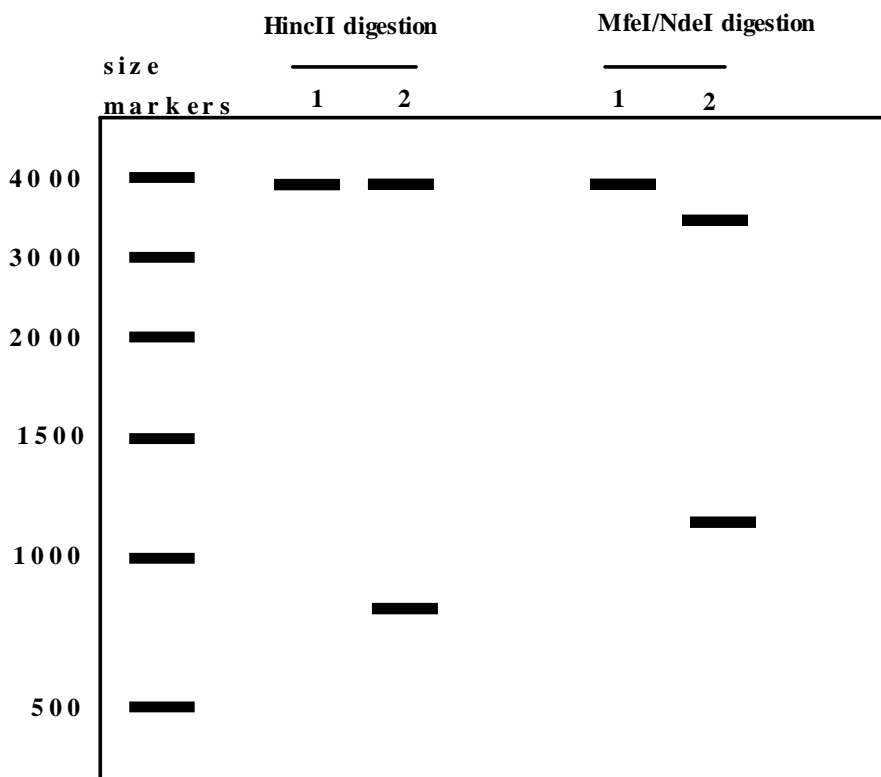 HincII digestion
MfeI/NdeI digestion
size
markers
1
2
1
2
4000
3000
2000
1500
1000
500